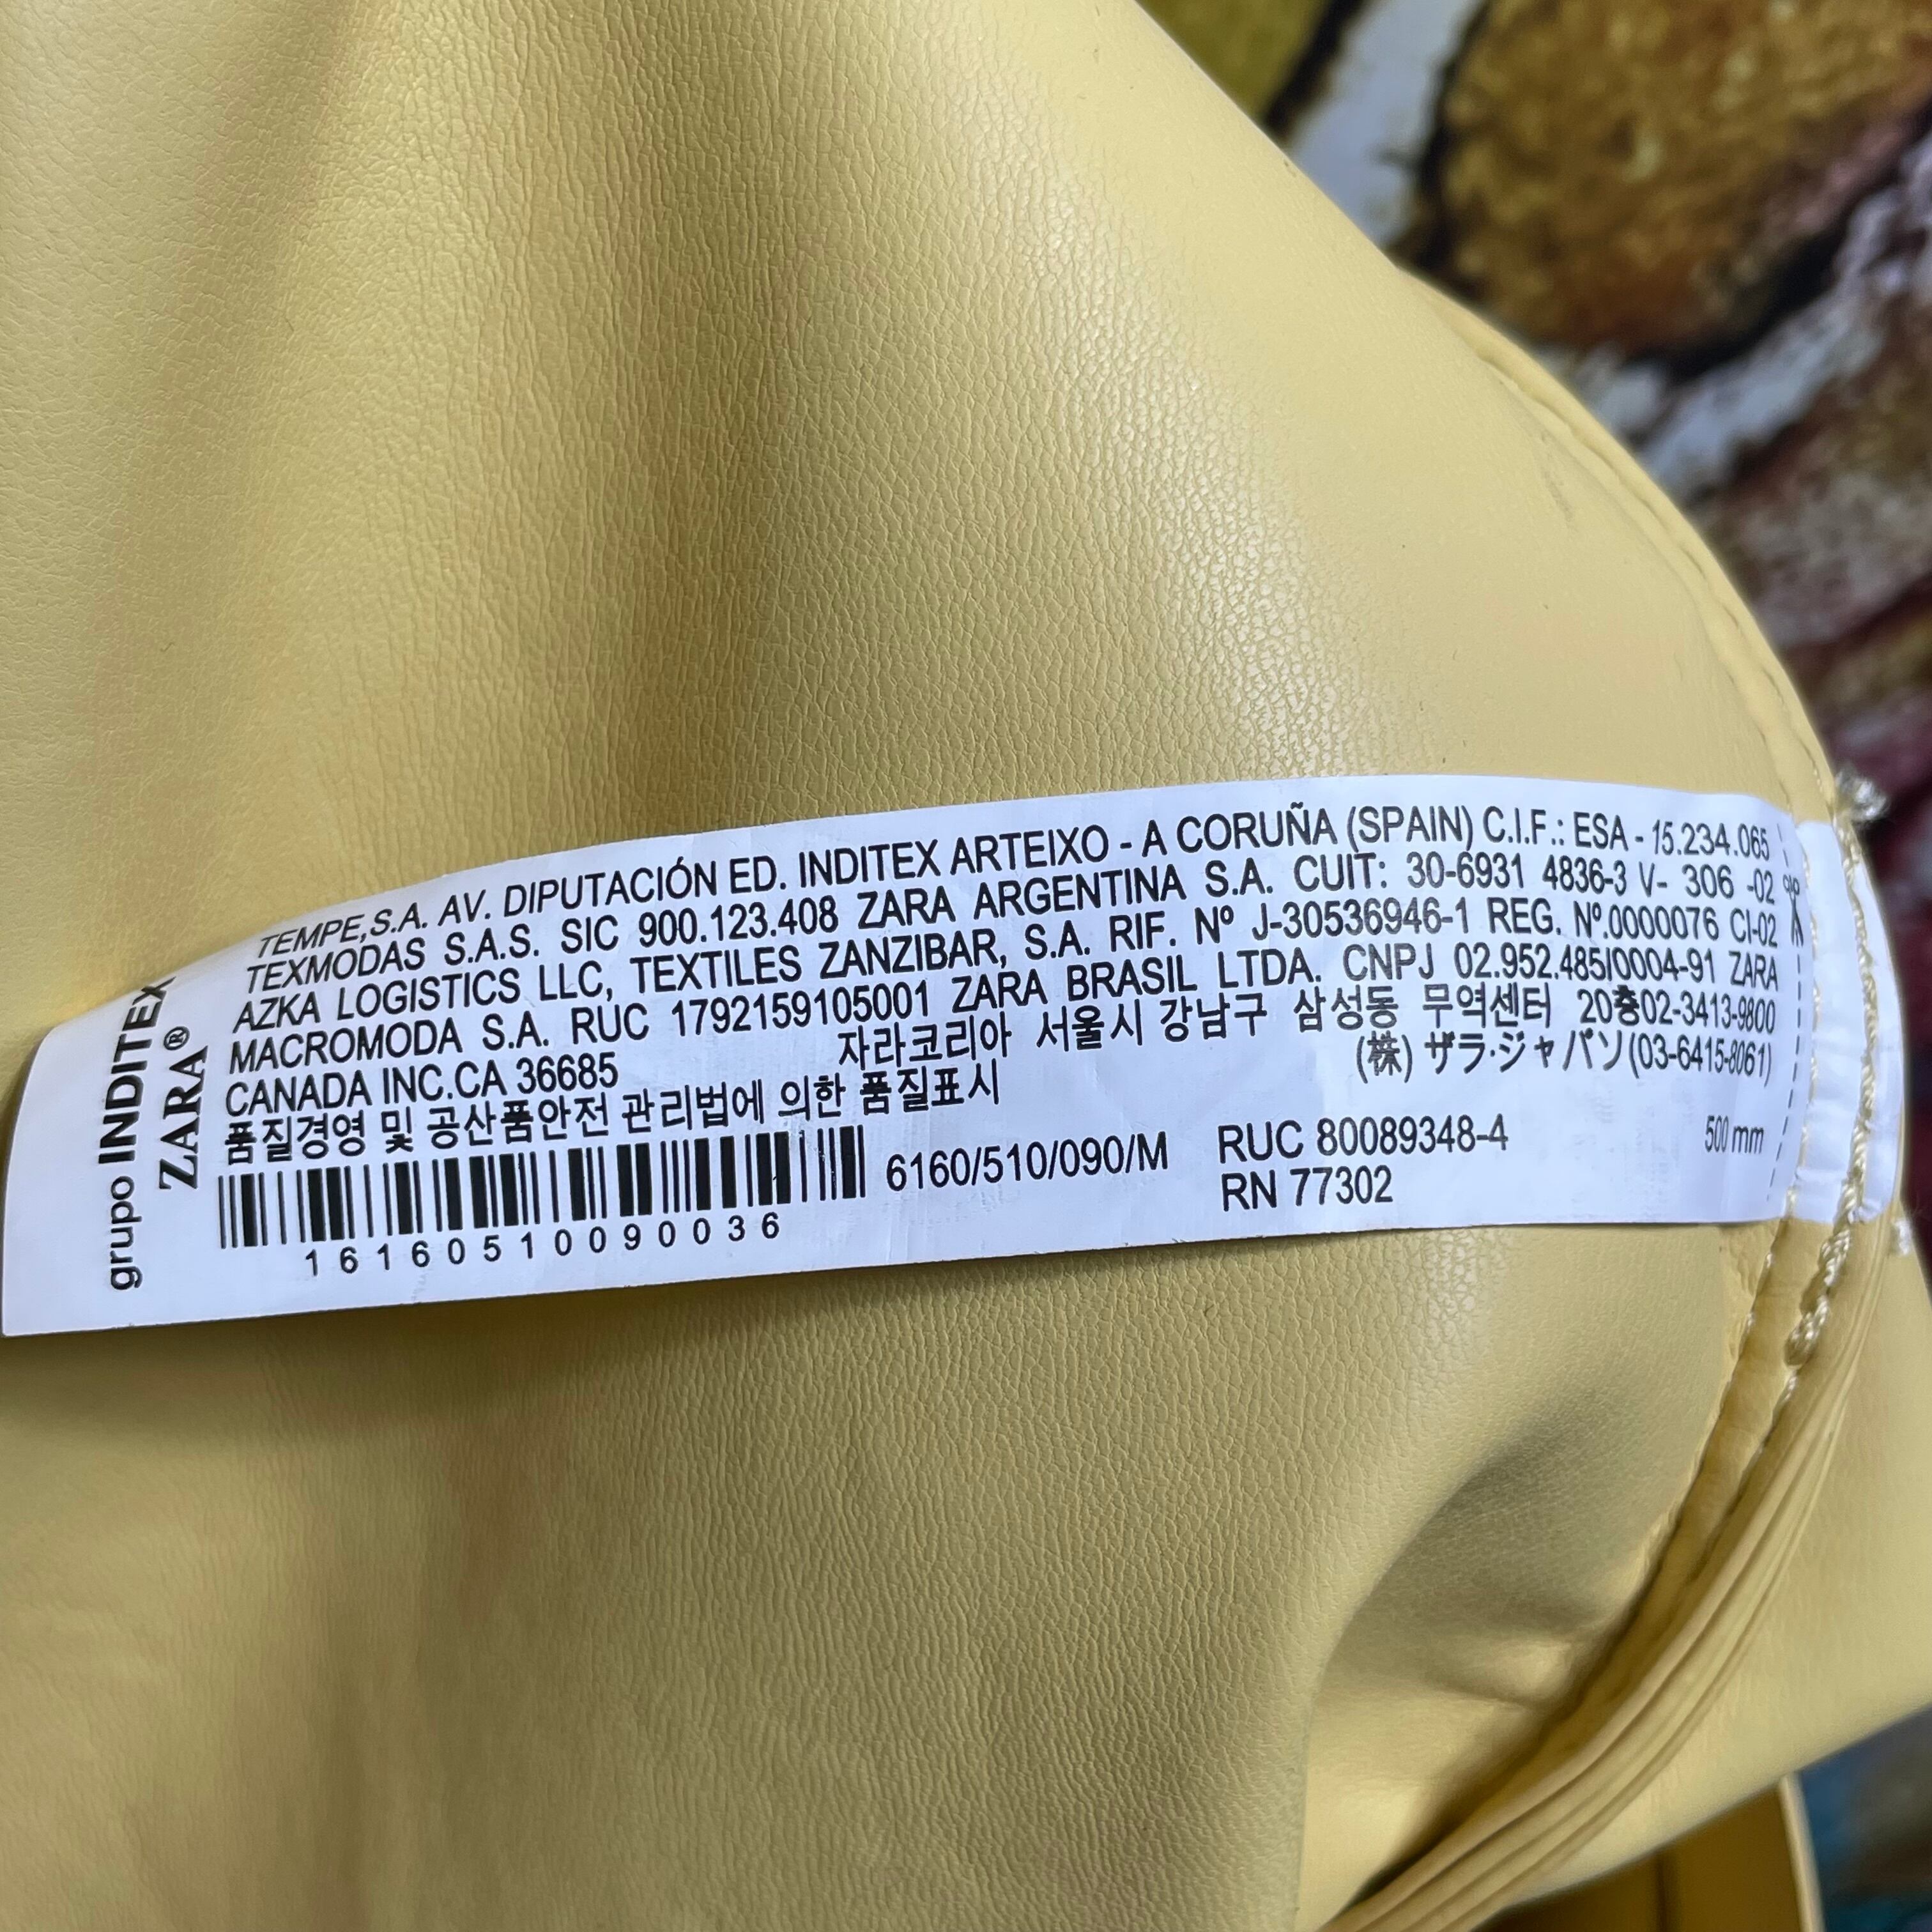 grupo INDITEX
ZARA®
TEMPE,S.A. AV. DIPUTACIÓN ED. INDITEX ARTEIXO - A CORUÑA (SPAIN) C.I.F.: ESA - 15.234.065
TEXMODAS S.A.S. SIC 900.123.408 ZARA ARGENTINA S.A. CUIT: 30-6931 4836-3 V- 306 -02
AZKA LOGISTICS LLC, TEXTILES ZANZIBAR, S.A. RIF. Nº J-30536946-1 REG. Nº.0000076 CI-02
MACROMODA S.A. RUC 1792159105001 ZARA BRASIL LTDA. CNPJ 02.952.485/0004-91 ZARA
CANADA INC.CA 36685 자라코리아 서울시 강남구 삼성동 무역센터 20층02-3413-9800
품질경영 및 공산품안전 관리법에 의한 품질표시 (株) ザラ·ジャパン(03-6415-8061)
6160/510/090/M RUC 80089348-4 500 mm
RN 77302
16160510090036